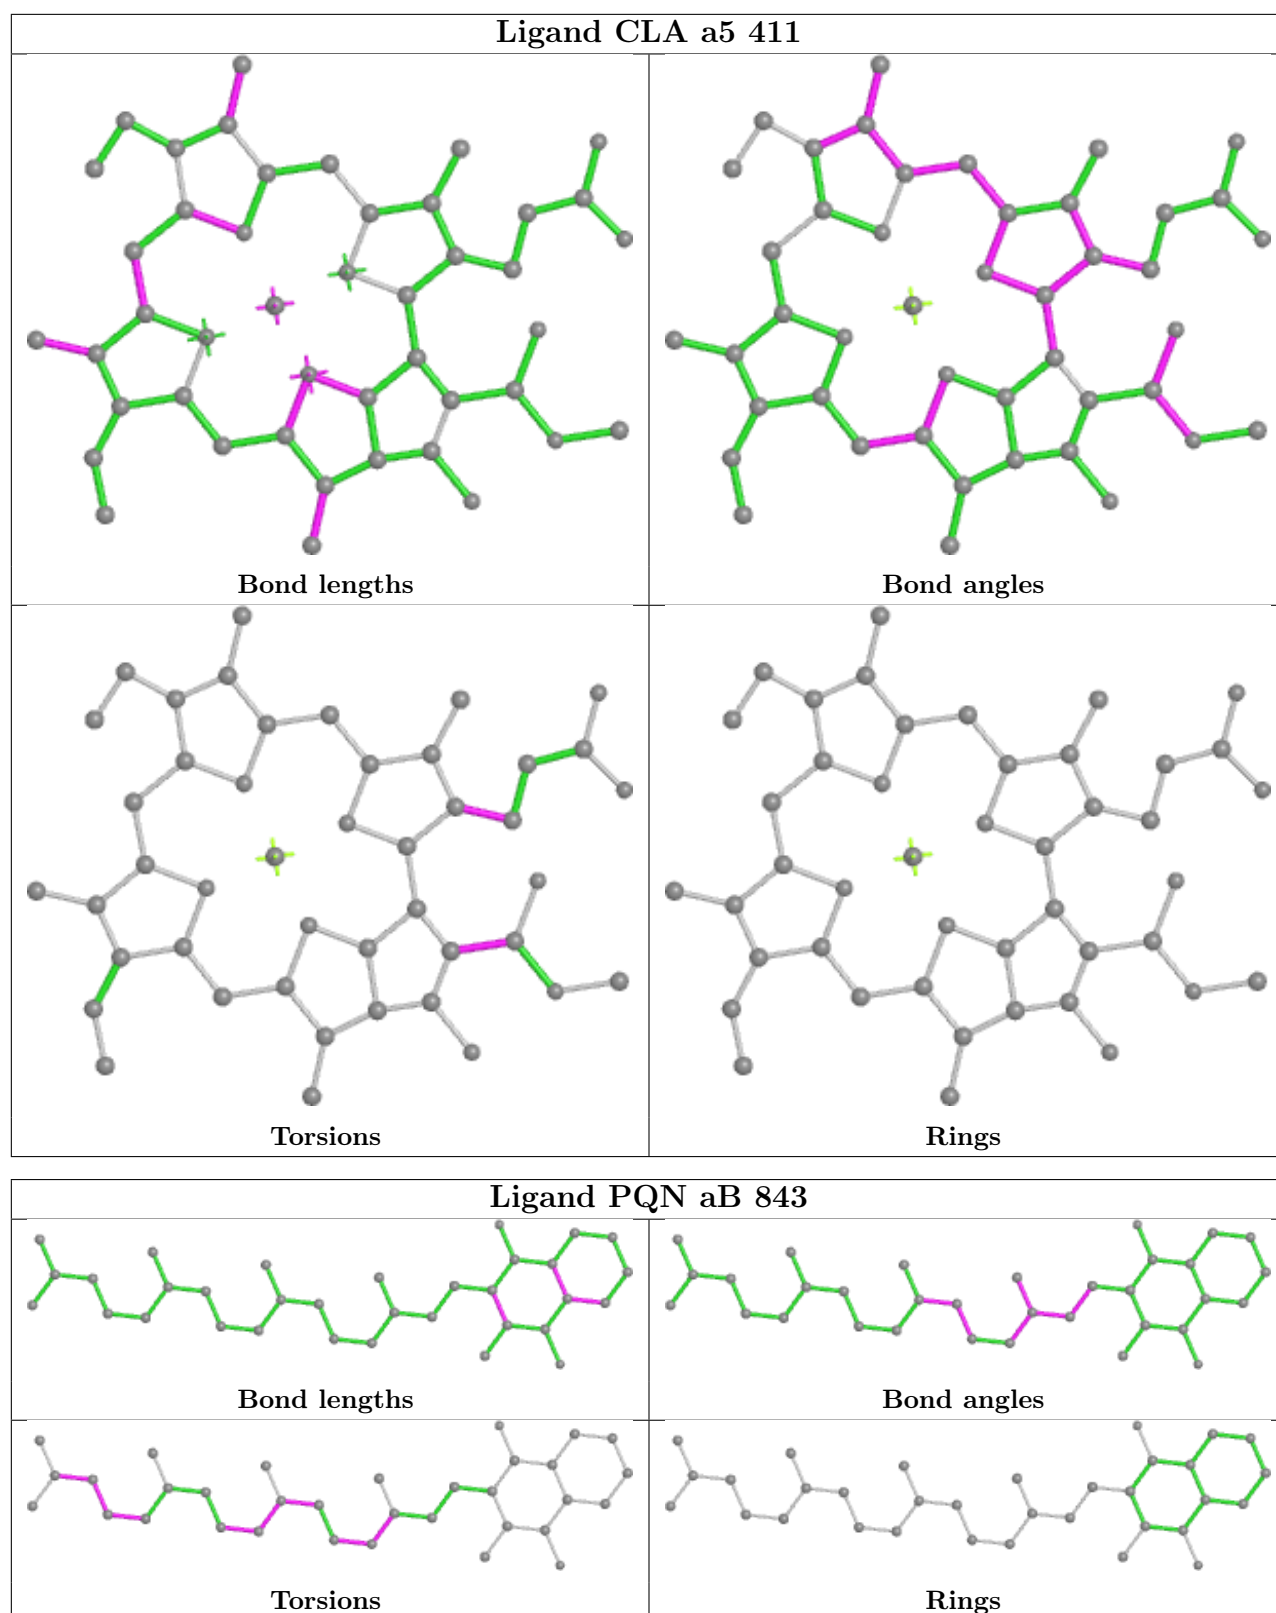 Ligand CLA a5 411
Bond lengths
Bond angles
Torsions
Rings
Ligand PQN aB 843
Bond lengths
Bond angles
Torsions
Rings